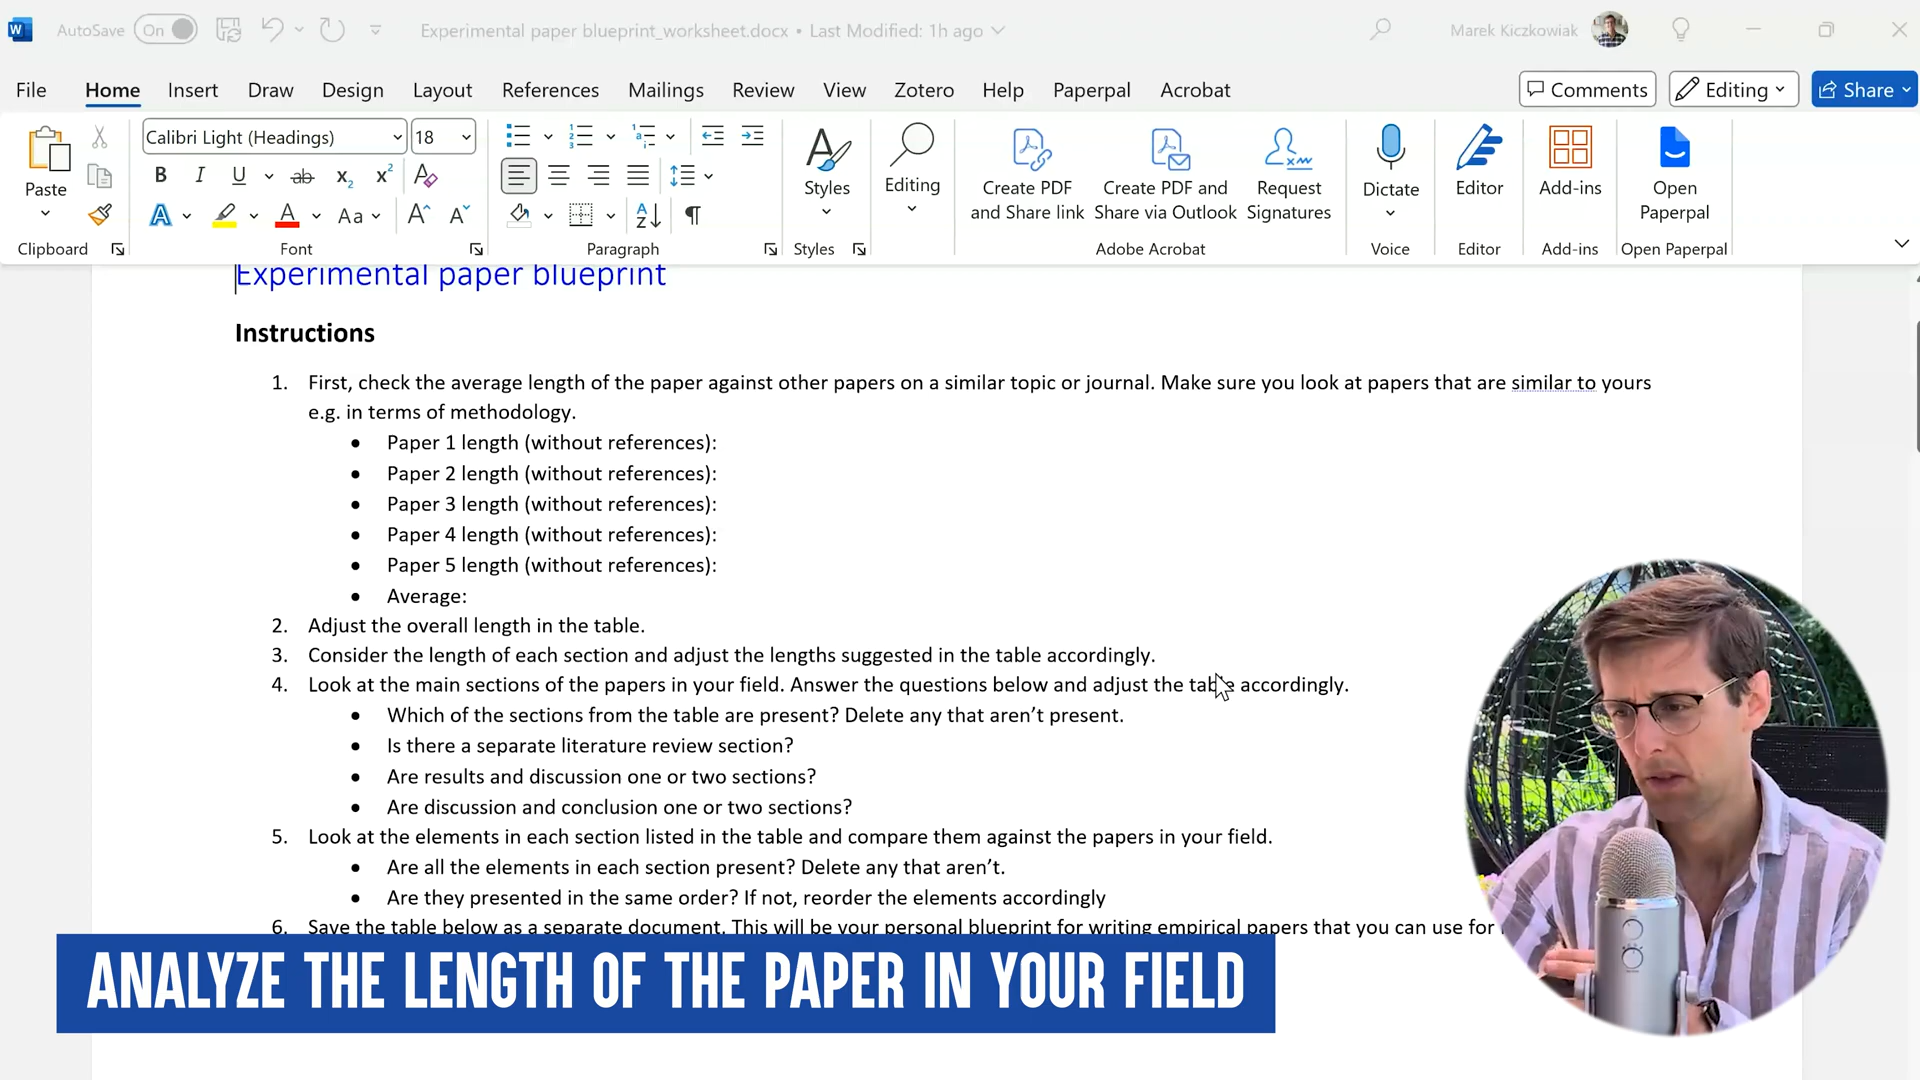 W AutoSave On Experimental paper blueprint_worksheet.docx • Last Modified: 1h ago Marek Kiczkowiak
File Home Insert Draw Design Layout References Mailings Review View Zotero Help Paperpal Acrobat Comments Editing Share
Calibri Light (Headings) 18
Paste Styles Editing Create PDF and Share link Create PDF and Share via Outlook Request Signatures Dictate Editor Add-ins Open Paperpal
Clipboard Font Paragraph Styles Adobe Acrobat Voice Editor Add-ins Open Paperpal
Experimental paper blueprint
Instructions
1. First, check the average length of the paper against other papers on a similar topic or journal. Make sure you look at papers that are similar to yours
e.g. in terms of methodology.
• Paper 1 length (without references):
• Paper 2 length (without references):
• Paper 3 length (without references):
• Paper 4 length (without references):
• Paper 5 length (without references):
• Average:
2. Adjust the overall length in the table.
3. Consider the length of each section and adjust the lengths suggested in the table accordingly.
4. Look at the main sections of the papers in your field. Answer the questions below and adjust the table accordingly.
• Which of the sections from the table are present? Delete any that aren’t present.
• Is there a separate literature review section?
• Are results and discussion one or two sections?
• Are discussion and conclusion one or two sections?
5. Look at the elements in each section listed in the table and compare them against the papers in your field.
• Are all the elements in each section present? Delete any that aren’t.
• Are they presented in the same order? If not, reorder the elements accordingly
6. Save the table below as a separate document. This will be your personal blueprint for writing empirical papers that you can use for
ANALYZE THE LENGTH OF THE PAPER IN YOUR FIELD